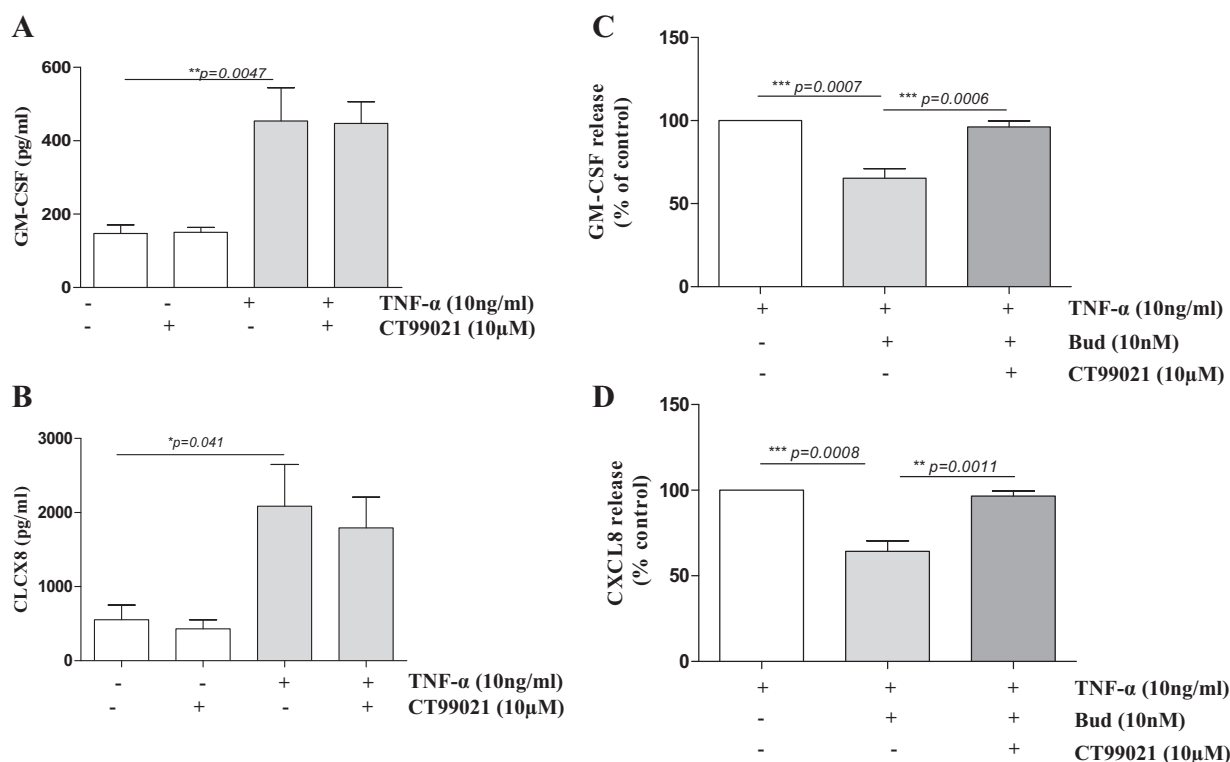 A
600
400
200
0
GM-CSF (pg/ml)
**p=0.0047
- - + + TNF-α (10ng/ml)
- + - + CT99021 (10µM)
B
3000
2000
1000
0
CLCX8 (pg/ml)
*p=0.041
- - + + TNF-α (10ng/ml)
- + - + CT99021 (10µM)
C
150
100
50
0
GM-CSF release
(% of control)
*** p=0.0007
*** p=0.0006
+ + + TNF-α (10ng/ml)
- + + Bud (10nM)
- - + CT99021 (10µM)
D
150
100
50
0
CXCL8 release
(% control)
*** p=0.0008
** p=0.0011
+ + + TNF-α (10ng/ml)
- + + Bud (10nM)
- - + CT99021 (10µM)